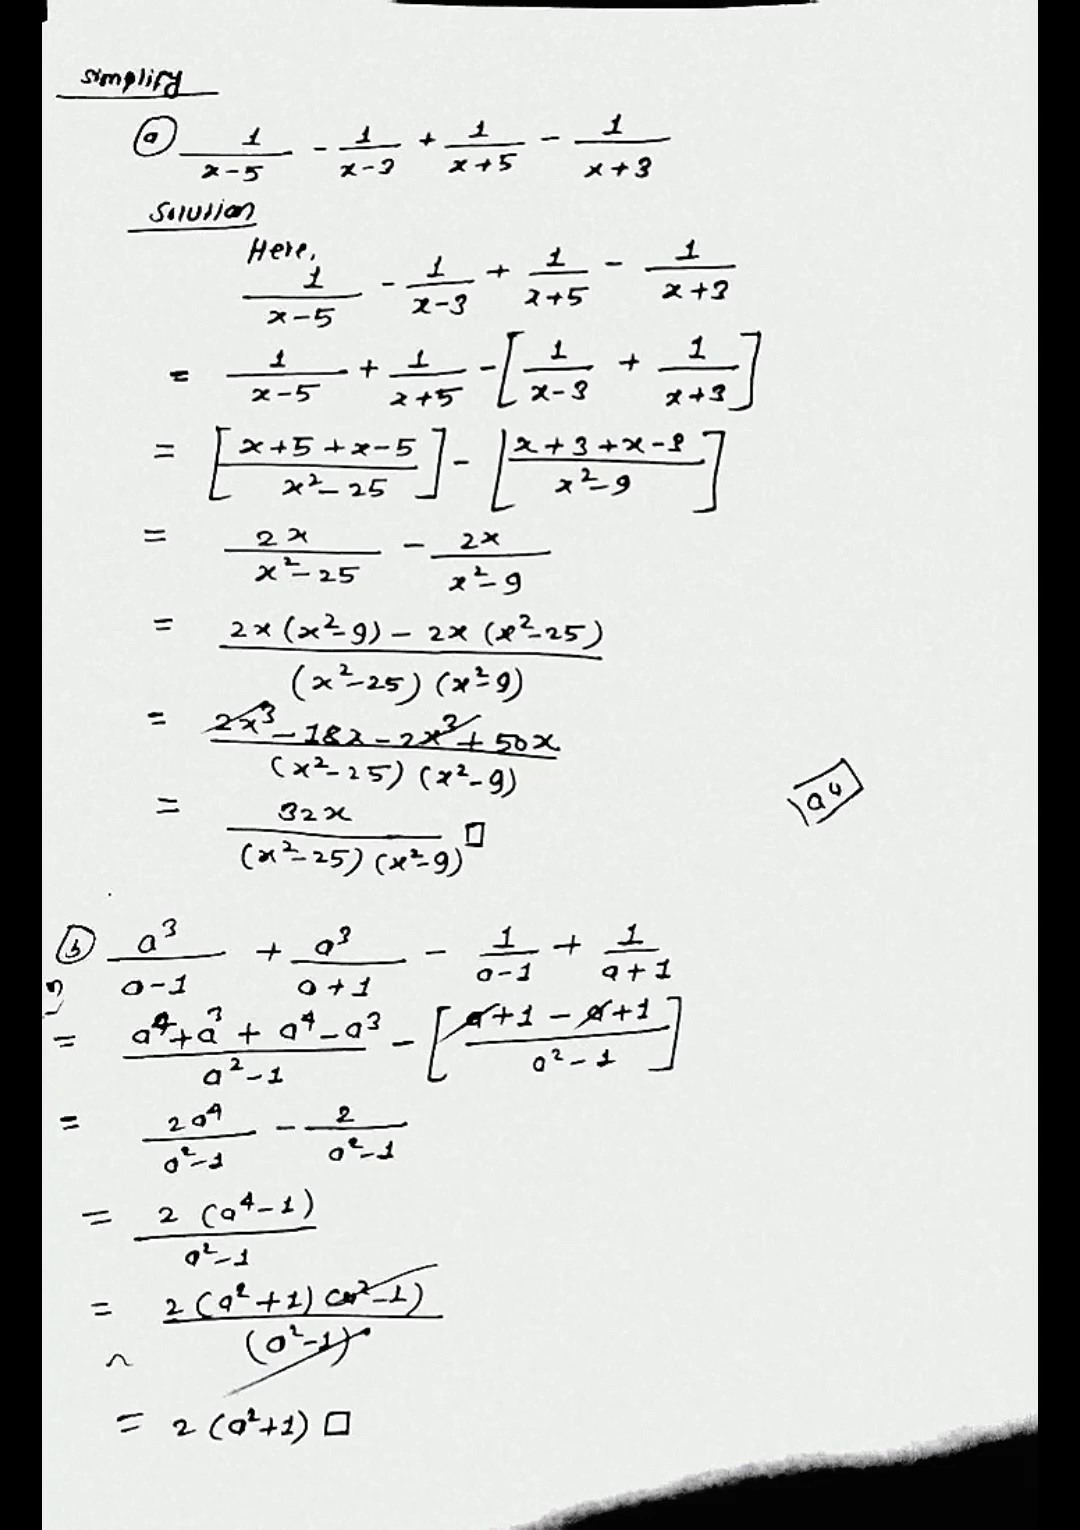 Simplify
(a) 1/(x-5) - 1/(x-3) + 1/(x+5) - 1/(x+3)
Solution
Here,
1/(x-5) - 1/(x-3) + 1/(x+5) - 1/(x+3)
= 1/(x-5) + 1/(x+5) - [1/(x-3) + 1/(x+3)]
= [(x+5+x-5)/(x²-25)] - [(x+3+x-3)/(x²-9)]
= 2x/(x²-25) - 2x/(x²-9)
= (2x(x²-9) - 2x(x²-25))/((x²-25)(x²-9))
= (2x³-18x-2x³+50x)/((x²-25)(x²-9))
a⁴
= 32x/((x²-25)(x²-9)) □
(b) a³/(a-1) + a³/(a+1) - 1/(a-1) + 1/(a+1)
= (a⁴+a³+a⁴-a³)/(a²-1) - [(a+1-a+1)/(a²-1)]
= 2a⁴/(a²-1) - 2/(a²-1)
= 2(a⁴-1)/(a²-1)
= 2(a²+1)(a²-1)/(a²-1)
= 2(a²+1) □